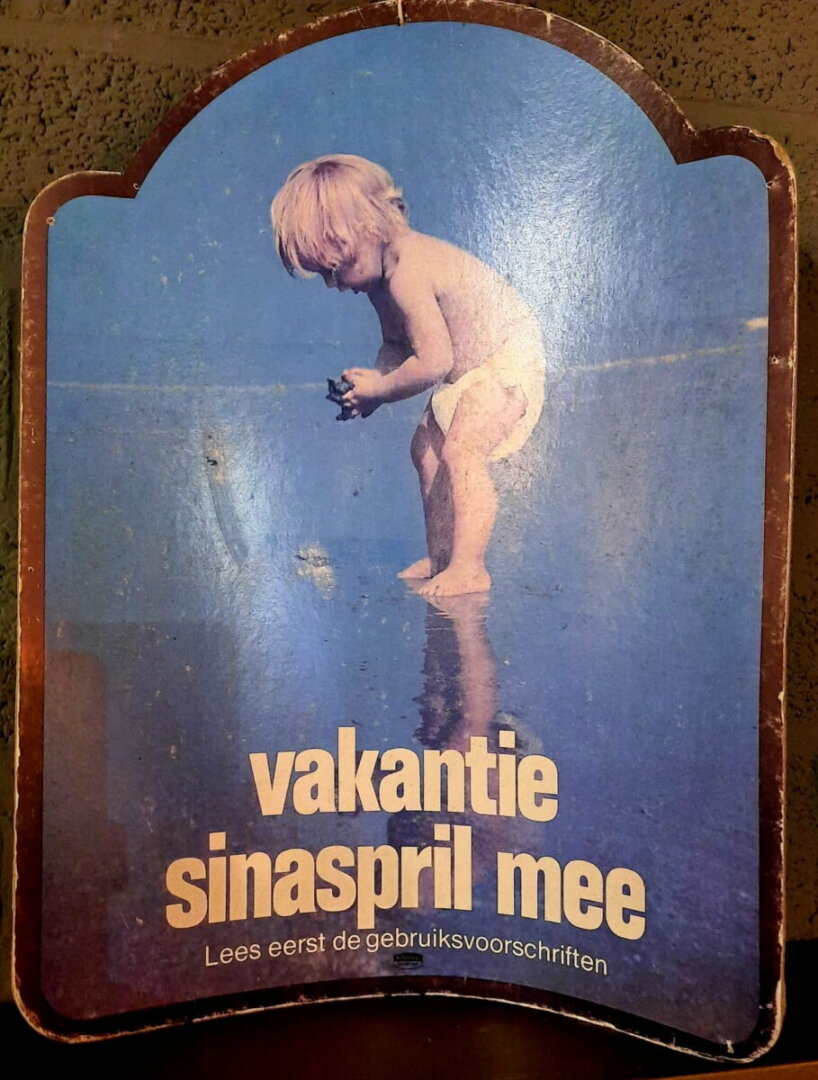 vakantie
sinaspril mee
Lees eerst de gebruiksvoorschriften